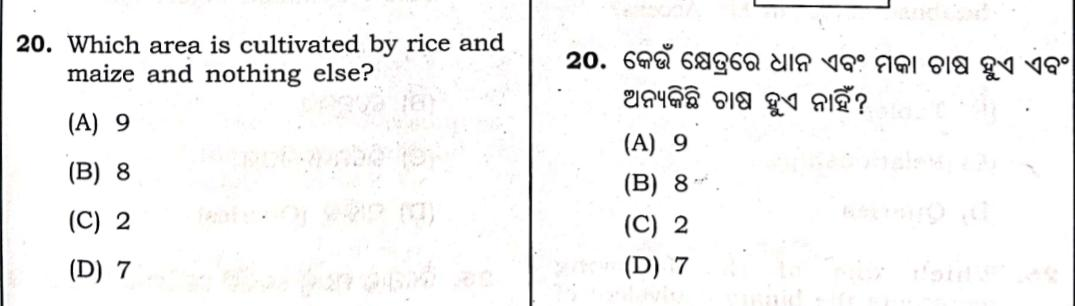 20. Which area is cultivated by rice and
maize and nothing else?
(A) 9
(B) 8
(C) 2
(D) 7
20. କେଉଁ କ୍ଷେତ୍ରରେ ଧାନ ଏବଂ ମକା ଚାଷ ହୁଏ ଏବଂ
ଅନ୍ୟକିଛି ଚାଷ ହୁଏ ନାହିଁ?
(A) 9
(B) 8
(C) 2
(D) 7